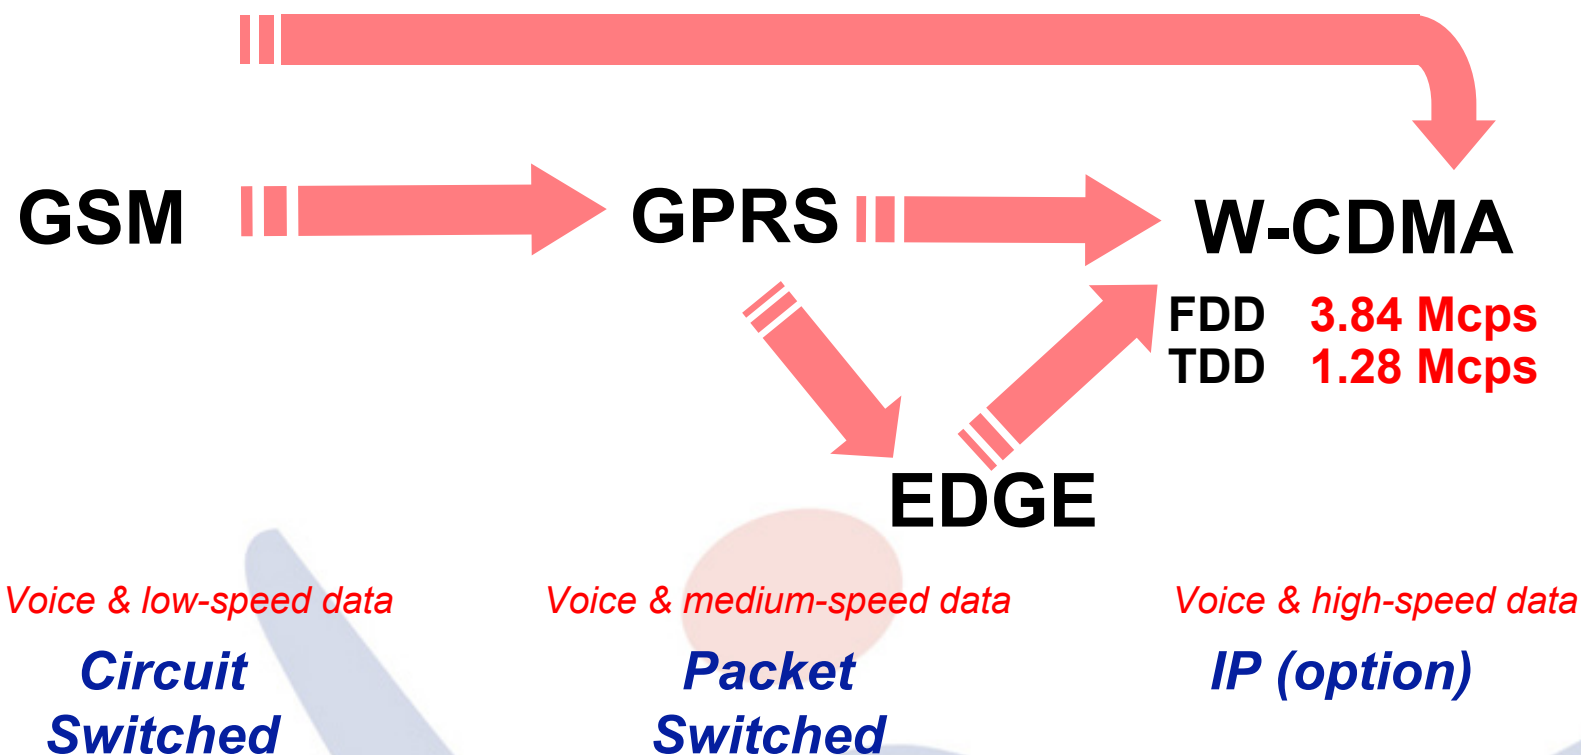 GSM
GPRS
W-CDMA
FDD 3.84 Mcps
TDD 1.28 Mcps
EDGE
Voice & low-speed data
Voice & medium-speed data
Voice & high-speed data
Circuit
Switched
Packet
Switched
IP (option)